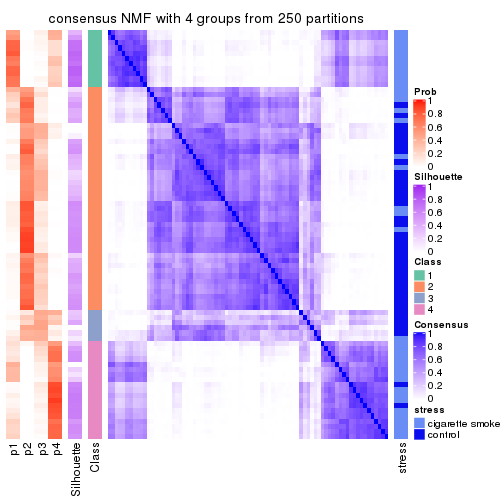 consensus NMF with 4 groups from 250 partitions
Prob
1
0.8
0.6
0.4
0.2
0
Silhouette
1
0.8
0.6
0.4
0.2
0
Class
1
2
3
4
Consensus
1
0.8
0.6
0.4
0.2
0
stress
cigarette smoke
control
p1
p2
p3
p4
Silhouette
Class
stress